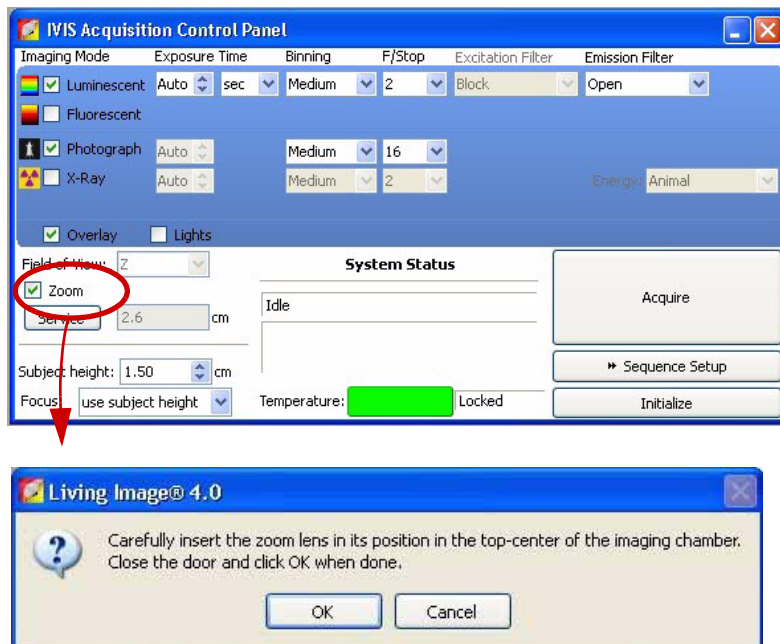 IVIS Acquisition Control Panel
Imaging Mode Exposure Time Binning F/Stop Excitation Filter Emission Filter
Luminescent Auto sec Medium 2 Block Open
Fluorescent
Photograph Auto Medium 16
X-Ray Auto Medium 2 Energy: Animal
Overlay Lights
Field of View: Z System Status
Zoom
Idle Acquire
Service 2.6 cm
Subject height: 1.50 cm Sequence Setup
Focus: use subject height Temperature: Locked Initialize
Living Image® 4.0
Carefully insert the zoom lens in its position in the top-center of the imaging chamber.
Close the door and click OK when done.
OK Cancel